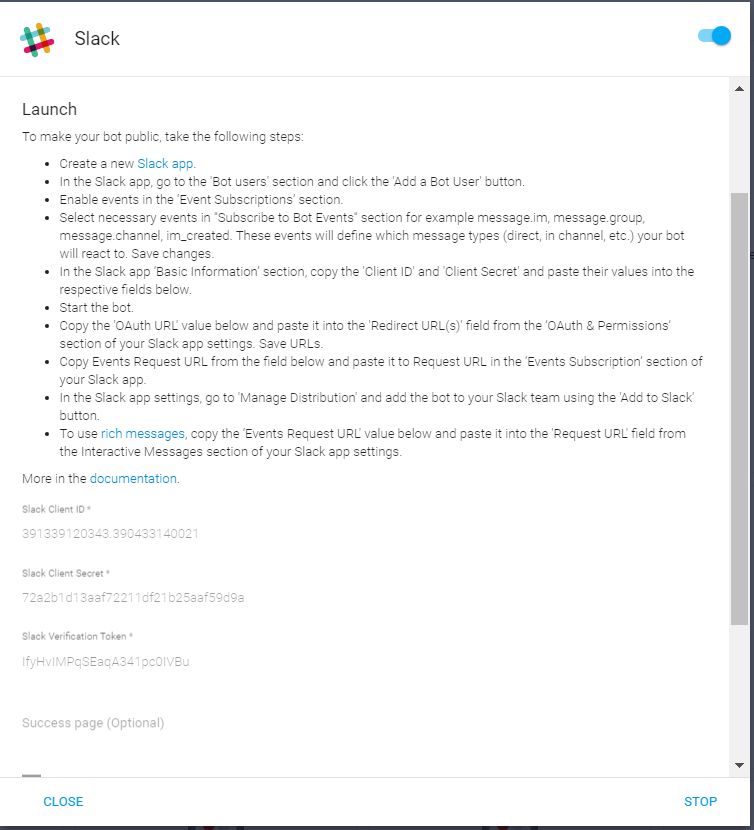 Slack
Launch
To make your bot public, take the following steps:
Create a new Slack app.
In the Slack app, go to the 'Bot users' section and click the 'Add a Bot User' button.
Enable events in the 'Event Subscriptions' section.
Select necessary events in "Subscribe to Bot Events" section for example message.im, message.group,
message.channel, im_created. These events will define which message types (direct, in channel, etc.) your bot
will react to. Save changes.
In the Slack app 'Basic Information' section, copy the 'Client ID' and 'Client Secret' and paste their values into the
respective fields below.
Start the bot.
Copy the 'OAuth URL' value below and paste it into the 'Redirect URL(s)' field from the 'OAuth & Permissions'
section of your Slack app settings. Save URLs.
Copy Events Request URL from the field below and paste it to Request URL in the 'Events Subscription' section of
your Slack app.
In the Slack app settings, go to 'Manage Distribution' and add the bot to your Slack team using the 'Add to Slack'
button.
To use rich messages, copy the 'Events Request URL' value below and paste it into the 'Request URL' field from
the Interactive Messages section of your Slack app settings.
More in the documentation.
Slack Client ID *
391339120343.390433140021
Slack Client Secret *
72a2b1d13aaf72211df21b25aaf59d9a
Slack Verification Token *
IfyHvIMPqSEaqA341pc0IVBu
Success page (Optional)
CLOSE STOP